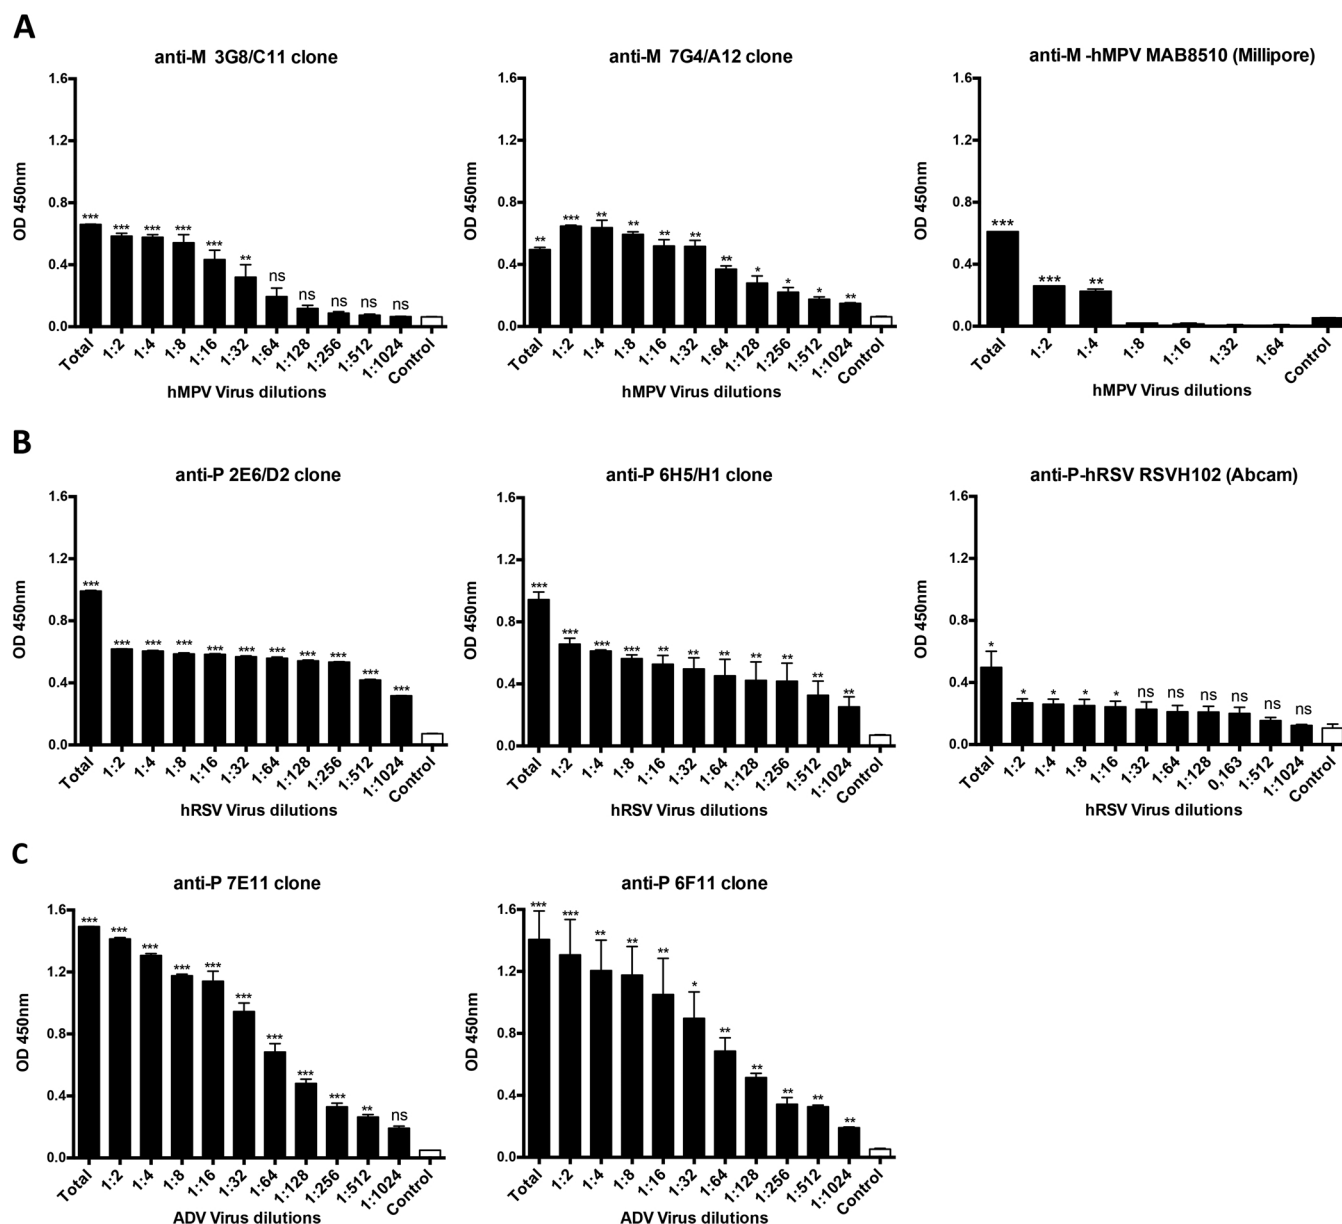 A
anti-M 3G8/C11 clone
1.6
1.2
0.8
0.4
0.0
OD 450nm
*** *** *** *** *** ** ns ns ns ns ns
Total 1:2 1:4 1:8 1:16 1:32 1:64 1:128 1:256 1:512 1:1024 Control
hMPV Virus dilutions
anti-M 7G4/A12 clone
1.6
1.2
0.8
0.4
0.0
OD 450nm
** *** ** ** ** ** ** * * * **
Total 1:2 1:4 1:8 1:16 1:32 1:64 1:128 1:256 1:512 1:1024 Control
hMPV Virus dilutions
anti-M -hMPV MAB8510 (Millipore)
1.6
1.2
0.8
0.4
0.0
OD 450nm
*** *** **
Total 1:2 1:4 1:8 1:16 1:32 1:64 Control
hMPV Virus dilutions
B
anti-P 2E6/D2 clone
1.6
1.2
0.8
0.4
0.0
OD 450nm
*** *** *** *** *** *** *** *** *** *** ***
Total 1:2 1:4 1:8 1:16 1:32 1:64 1:128 1:256 1:512 1:1024 Control
hRSV Virus dilutions
anti-P 6H5/H1 clone
1.6
1.2
0.8
0.4
0.0
OD 450nm
*** *** *** *** ** ** ** ** ** ** **
Total 1:2 1:4 1:8 1:16 1:32 1:64 1:128 1:256 1:512 1:1024 Control
hRSV Virus dilutions
anti-P-hRSV RSVH102 (Abcam)
1.6
1.2
0.8
0.4
0.0
OD 450nm
* * * * * ns ns ns ns ns ns
Total 1:2 1:4 1:8 1:16 1:32 1:64 1:128 0,163 1:512 1:1024 Control
hRSV Virus dilutions
C
anti-P 7E11 clone
1.6
1.2
0.8
0.4
0.0
OD 450nm
*** *** *** *** *** *** *** *** *** ** ns
Total 1:2 1:4 1:8 1:16 1:32 1:64 1:128 1:256 1:512 1:1024 Control
ADV Virus dilutions
anti-P 6F11 clone
1.6
1.2
0.8
0.4
0.0
OD 450nm
*** *** ** ** ** * ** ** ** ** **
Total 1:2 1:4 1:8 1:16 1:32 1:64 1:128 1:256 1:512 1:1024 Control
ADV Virus dilutions